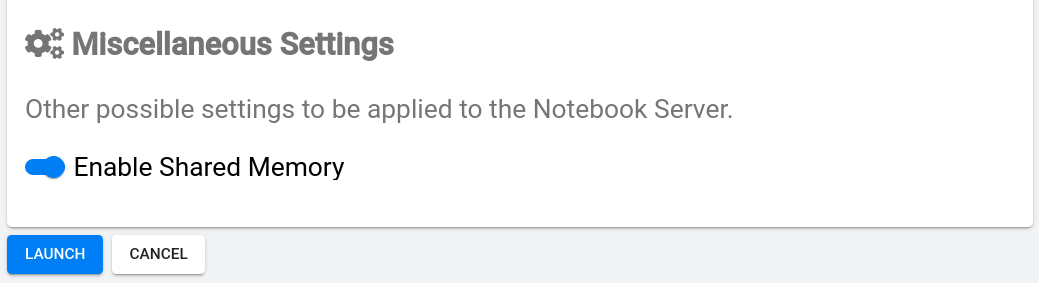 Miscellaneous Settings
Other possible settings to be applied to the Notebook Server.
Enable Shared Memory
LAUNCH CANCEL